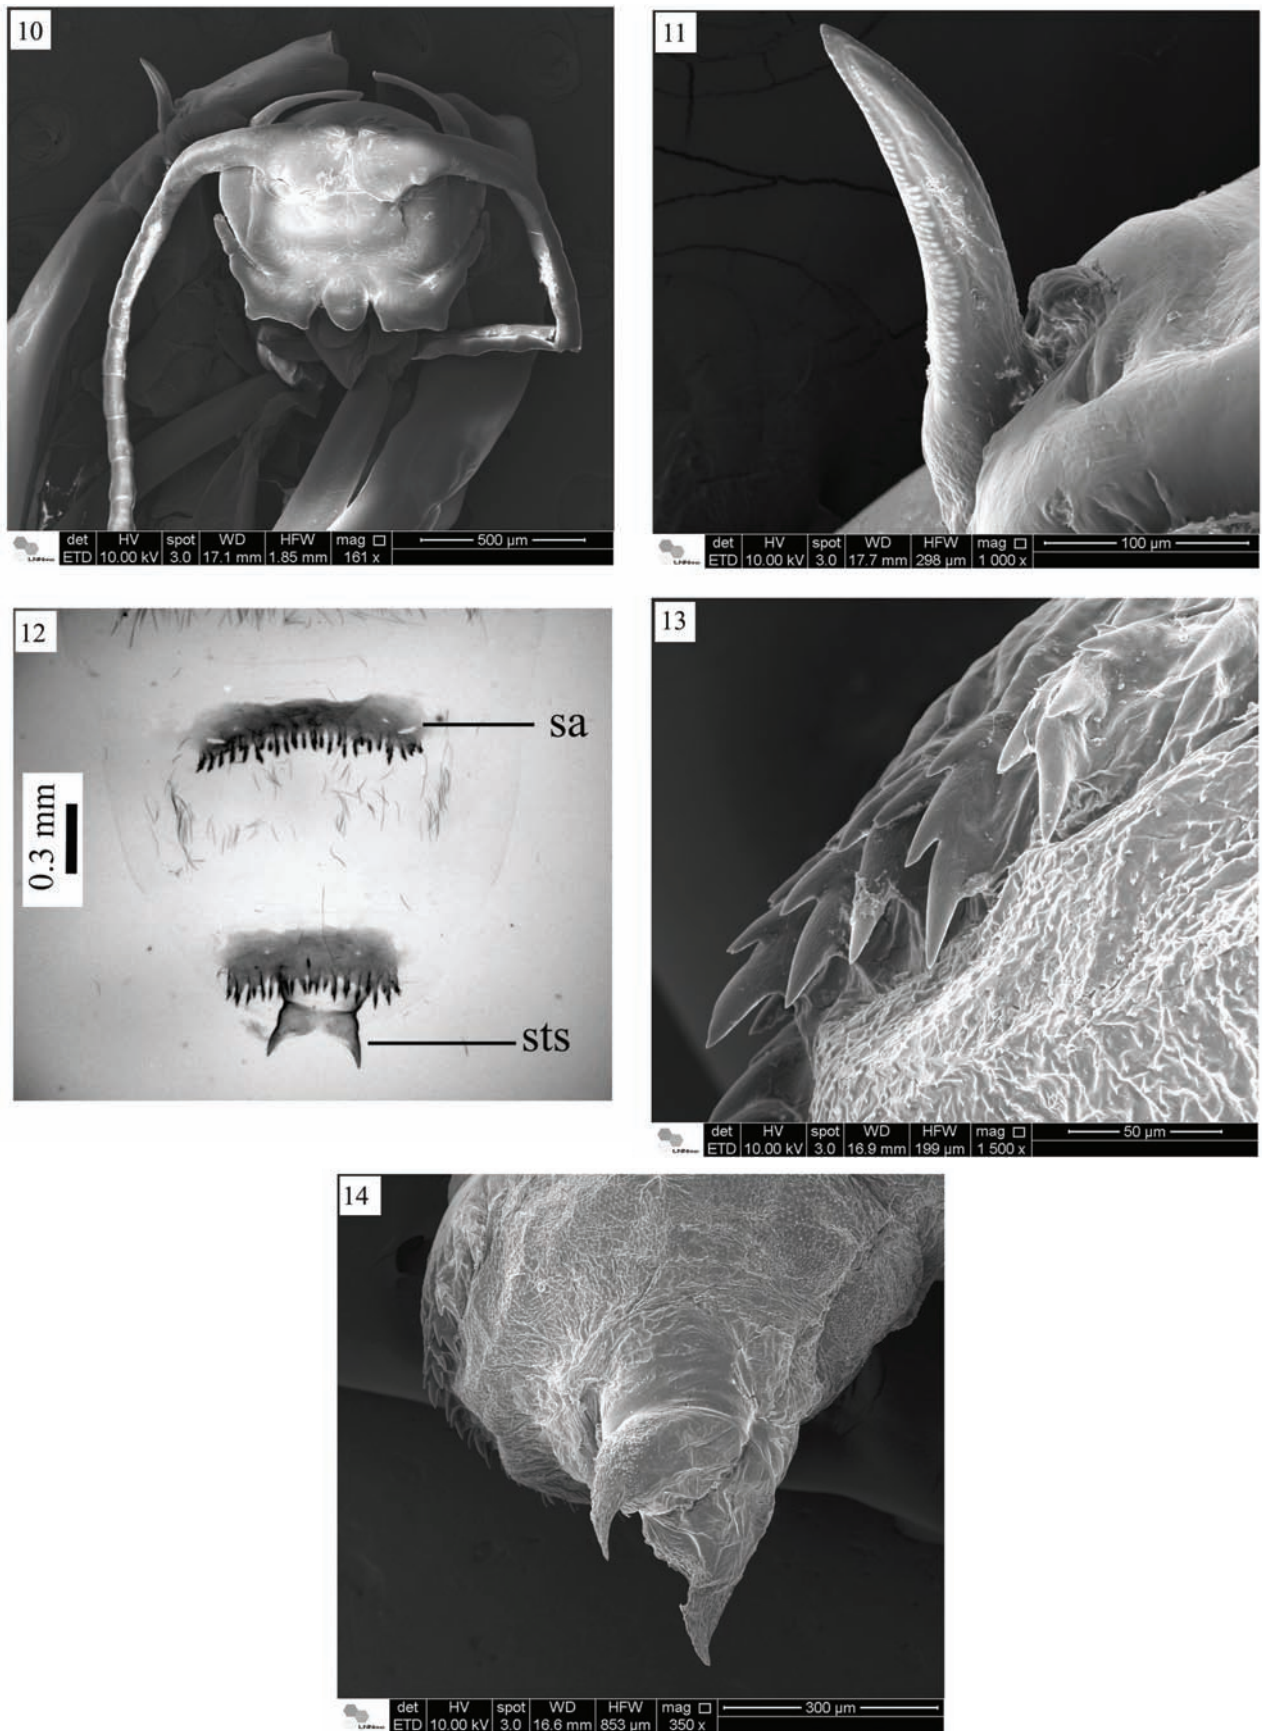 10
det HV spot WD HFW mag
ETD 10.00 kV 3.0 17.1 mm 1.85 mm 161 x
500 µm
11
det HV spot WD HFW mag
ETD 10.00 kV 3.0 17.7 mm 298 µm 1 000 x
100 µm
12
sa
0.3 mm
sts
13
det HV spot WD HFW mag
ETD 10.00 kV 3.0 16.9 mm 199 µm 1 500 x
50 µm
14
det HV spot WD HFW mag
ETD 10.00 kV 3.0 16.6 mm 853 µm 350 x
300 µm